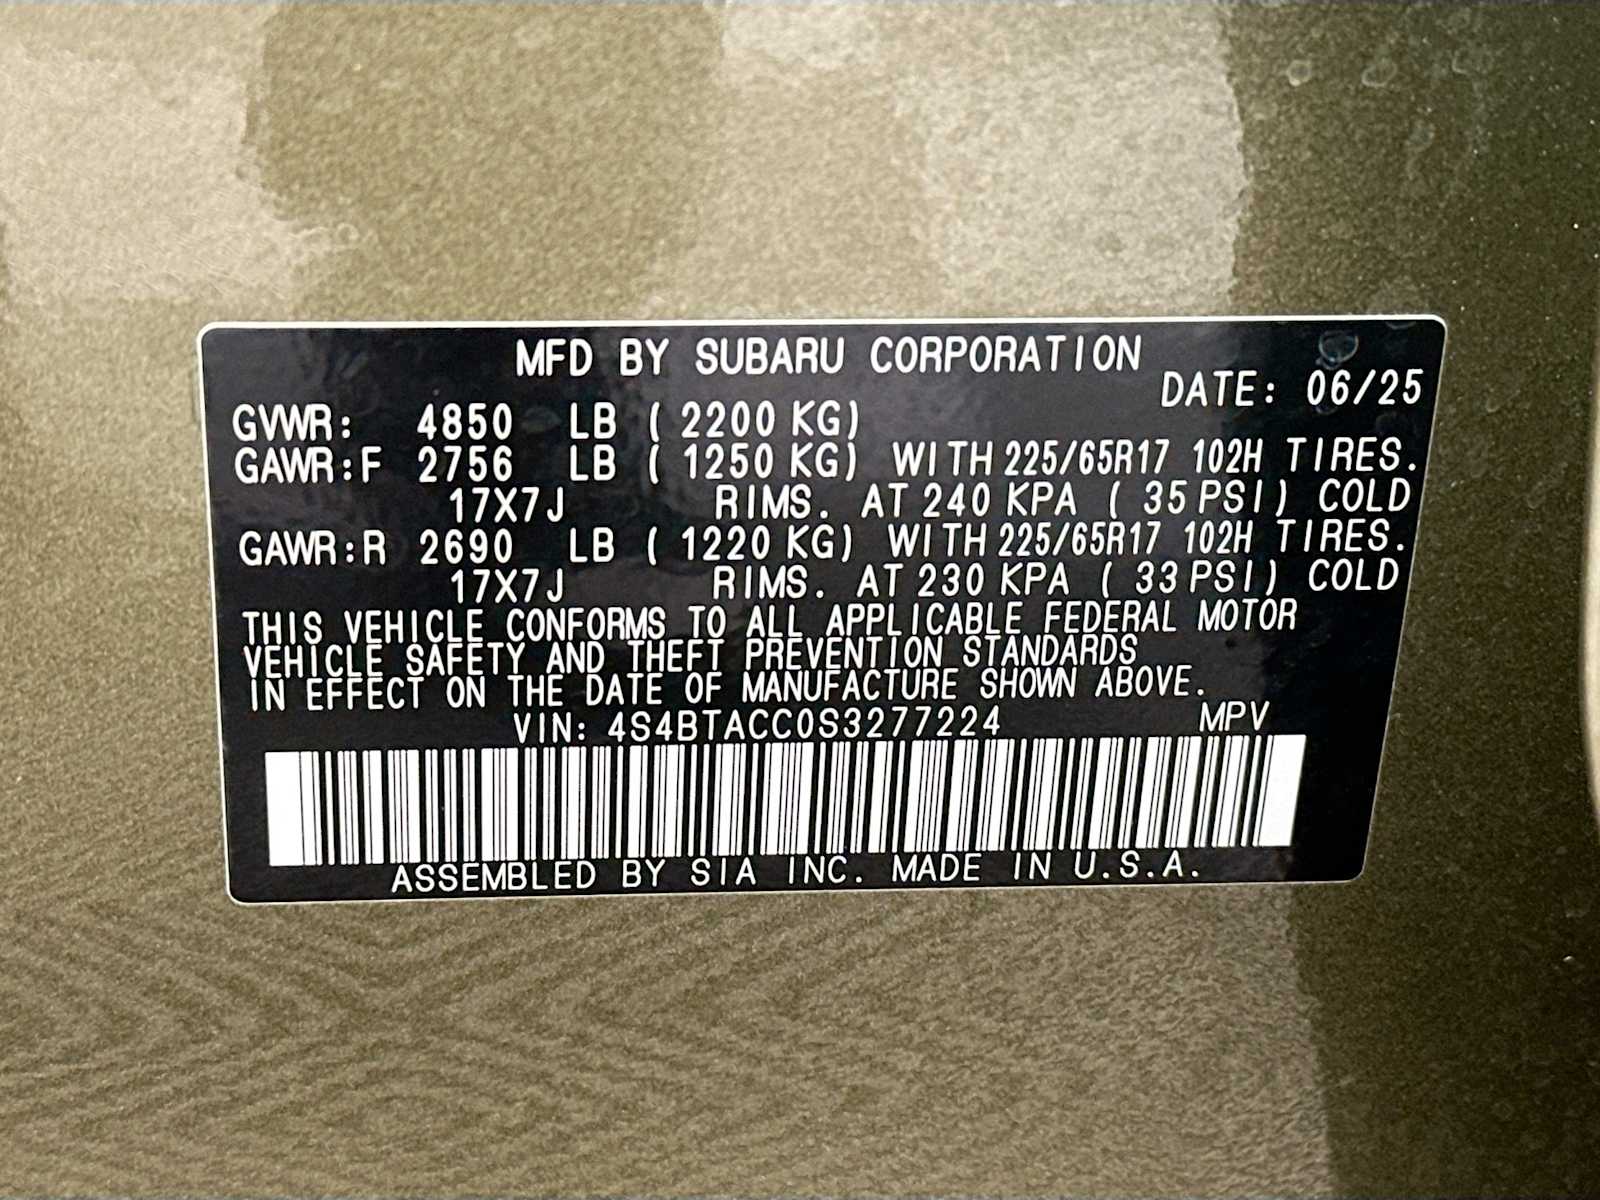 MFD BY SUBARU CORPORATION
DATE: 06/25
GVWR: 4850 LB ( 2200 KG)
GAWR:F 2756 LB ( 1250 KG) WITH 225/65R17 102H TIRES.
17X7J RIMS. AT 240 KPA ( 35 PSI) COLD
GAWR:R 2690 LB ( 1220 KG) WITH 225/65R17 102H TIRES.
17X7J RIMS. AT 230 KPA ( 33 PSI) COLD
THIS VEHICLE CONFORMS TO ALL APPLICABLE FEDERAL MOTOR
VEHICLE SAFETY AND THEFT PREVENTION STANDARDS
IN EFFECT ON THE DATE OF MANUFACTURE SHOWN ABOVE.
VIN: 4S4BTACC0S3277224 MPV
ASSEMBLED BY SIA INC. MADE IN U.S.A.